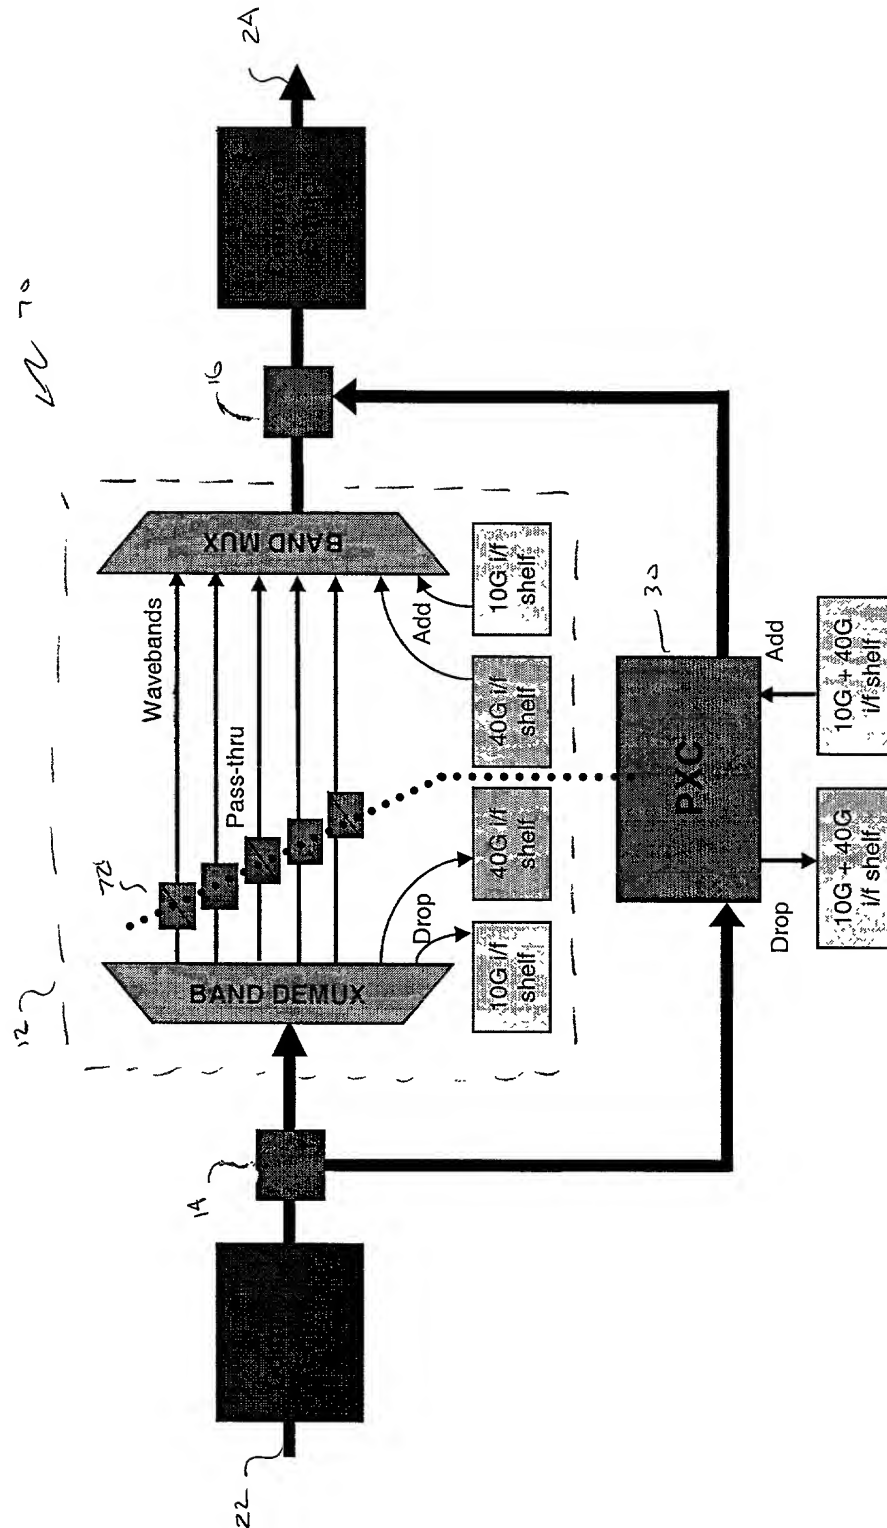 70
12
72
Wavebands
Pass-thru
BAND DEMUX
BAND MUX
Drop
Add
10G i/f
shelf
40G i/f
shelf
40G i/f
shelf
10G i/f
shelf
22
14
16
24
30
PXC
Drop
Add
10G + 40G
i/f shelf
10G + 40G
i/f shelf